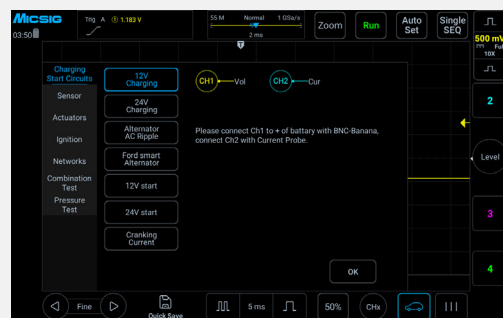 Micsig
Trig A ① 1.183 V
55 M Normal 1 GSa/s
2 ms
Zoom
Run
Auto
Set
Single
SEQ
03:50
T
500 mV
Ful
10X
Charging
Start Circuits
Sensor
Actuators
Ignition
Networks
Combination
Test
Pressure
Test
12V
Charging
24V
Charging
Alternator
AC Ripple
Ford smart
Alternator
12V start
24V start
Cranking
Current
CH1 Vol
CH2 Cur
Please connect Ch1 to + of battary with BNC-Banana,
connect Ch2 with Current Probe.
OK
2
Level
3
4
Fine
Quick Save
5 ms
50%
CHx